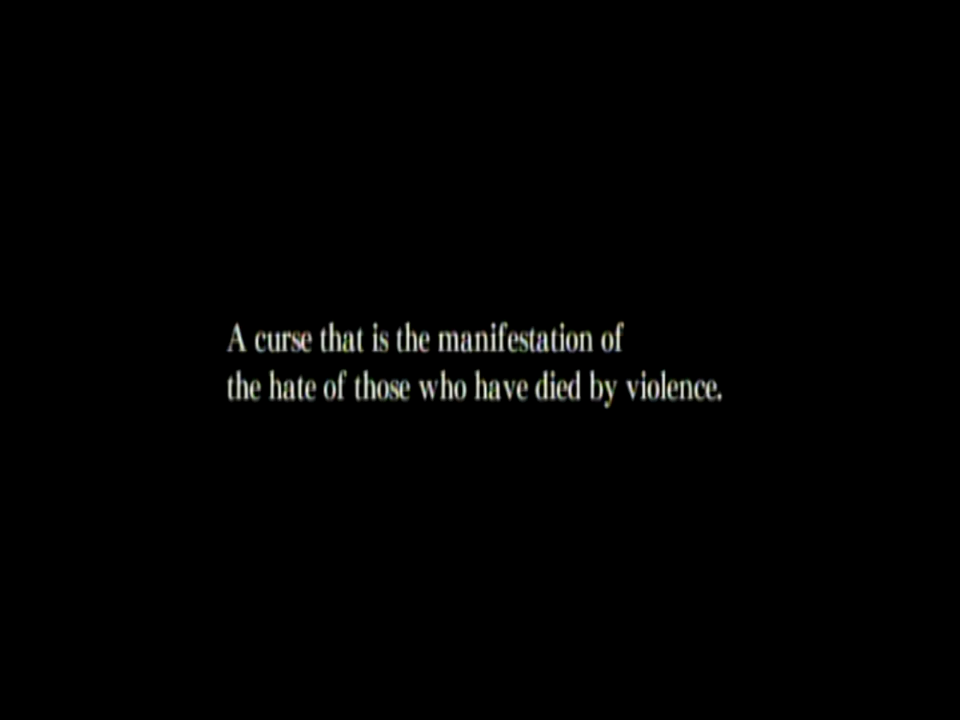 A curse that is the manifestation of
the hate of those who have died by violence.